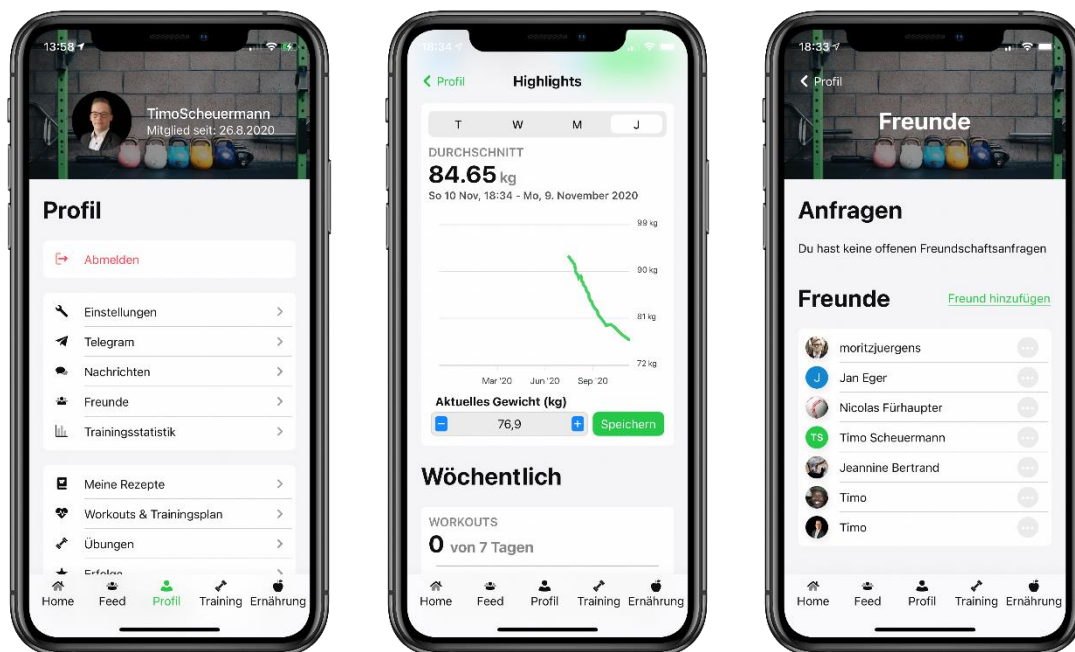 13:58
TimoScheuermann
Mitglied seit: 26.8.2020
Profil
Abmelden
Einstellungen
Telegram
Nachrichten
Freunde
Trainingsstatistik
Meine Rezepte
Workouts & Trainingsplan
Übungen
Erfolge
Home Feed Profil Training Ernährung
18:34
Profil Highlights
T W M J
DURCHSCHNITT
84.65 kg
So 10 Nov, 18:34 - Mo, 9. November 2020
99 kg
90 kg
81 kg
72 kg
Mar '20 Jun '20 Sep '20
Aktuelles Gewicht (kg)
76,9 Speichern
Wöchentlich
WORKOUTS
0 von 7 Tagen
Home Feed Profil Training Ernährung
18:33
Profil
Freunde
Anfragen
Du hast keine offenen Freundschaftsanfragen
Freunde Freund hinzufügen
moritzjuergens
J Jan Eger
Nicolas Fürhaupter
TS Timo Scheuermann
Jeannine Bertrand
Timo
Timo
Home Feed Profil Training Ernährung